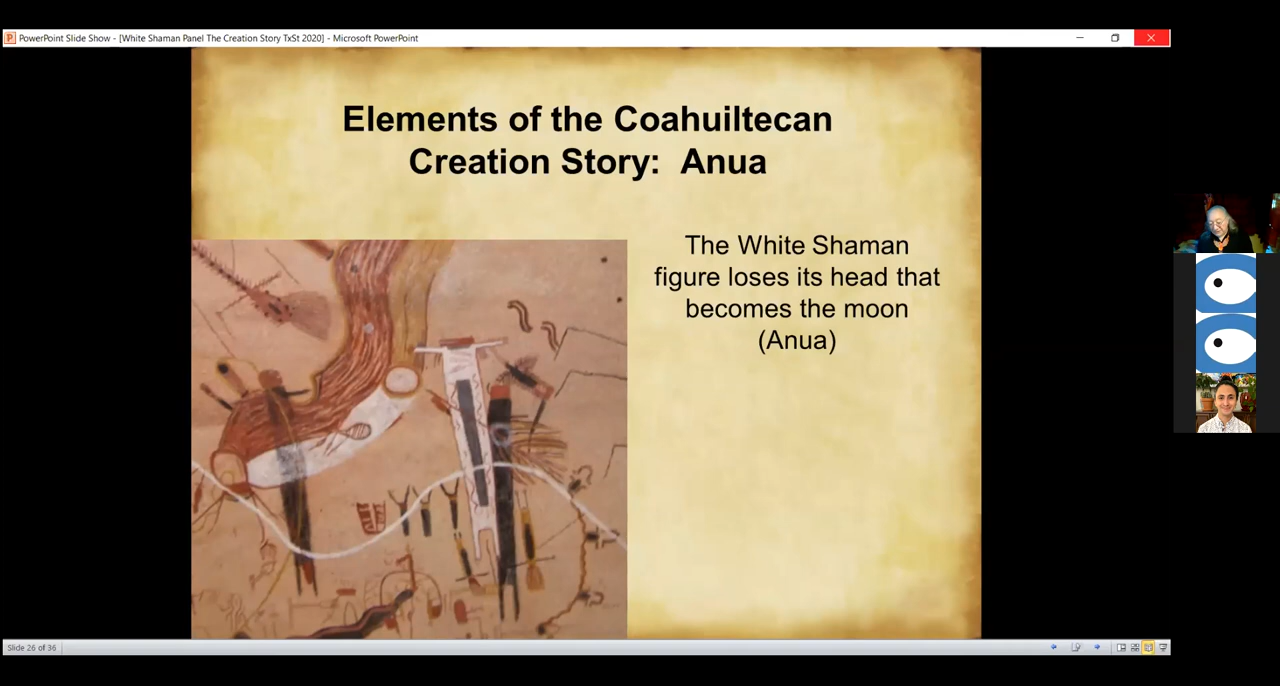 PowerPoint Slide Show - [White Shaman Panel The Creation Story TxSt 2020] - Microsoft PowerPoint
Elements of the Coahuiltecan
Creation Story: Anua
The White Shaman
figure loses its head that
becomes the moon
(Anua)
Slide 26 of 36